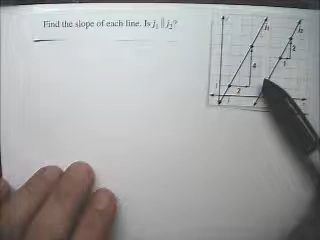 Find the slope of each line. Is j₁ ∥ j₂?
j₁
j₂
4
2
2
1